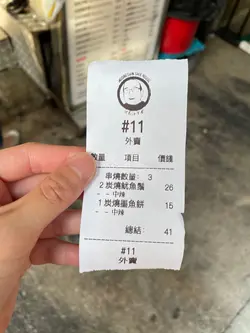 #11
外賣
數量 項目 價錢
串燒數量: 3
2 炭燒魷魚鬚 26
- - 中辣
1 炭燒墨魚餅 15
- - 中辣
總結: 41
#11
外賣